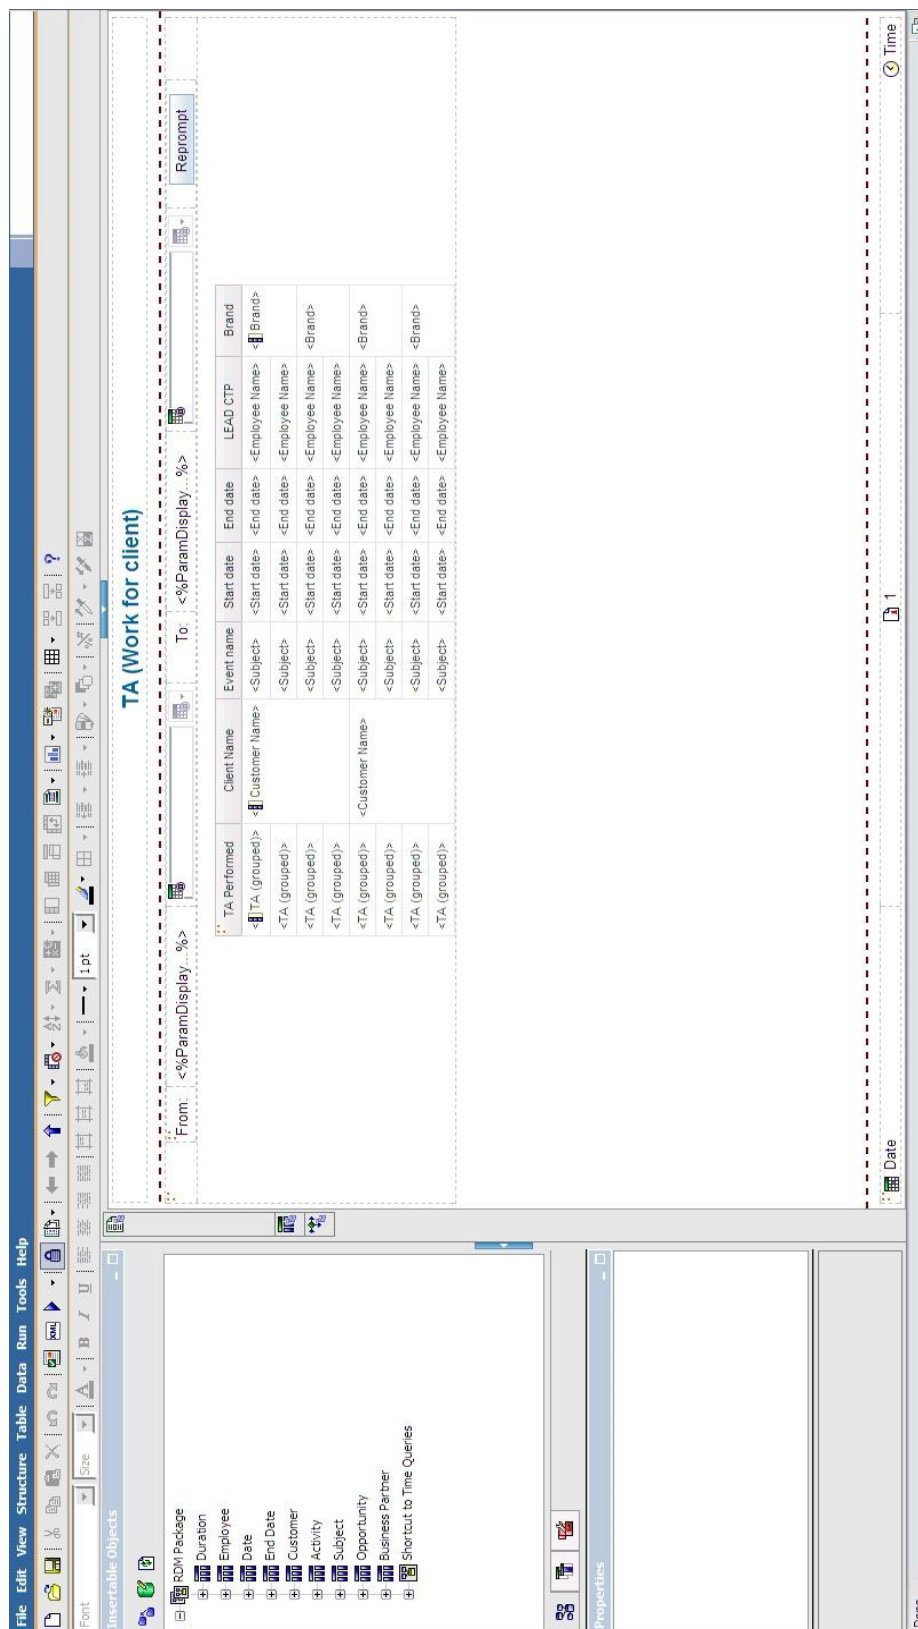 File Edit View Structure Table Data Run Tools Help
XML
?
Font Size A B I U 1 pt
Insertable Objects
RDM Package
Duration
Employee
Date
End Date
Customer
Activity
Subject
Opportunity
Business Partner
Shortcut to Time Queries
Properties
TA (Work for client)
From: <%ParamDisplay...%> To: <%ParamDisplay...%> Reprompt
TA Performed Client Name Event name Start date End date LEAD CTP Brand
<TA (grouped)> <Customer Name> <Subject> <Start date> <End date> <Employee Name> <Brand>
<TA (grouped)> <Subject> <Start date> <End date> <Employee Name>
<TA (grouped)> <Subject> <Start date> <End date> <Employee Name> <Brand>
<TA (grouped)> <Subject> <Start date> <End date> <Employee Name>
<TA (grouped)> <Customer Name> <Subject> <Start date> <End date> <Employee Name> <Brand>
<TA (grouped)> <Subject> <Start date> <End date> <Employee Name>
<TA (grouped)> <Subject> <Start date> <End date> <Employee Name> <Brand>
<TA (grouped)> <Subject> <Start date> <End date> <Employee Name>
Date 1 Time